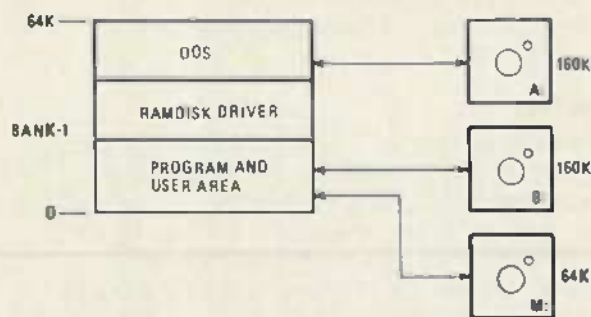 64K
DOS
160K
A:
RAMDISK DRIVER
BANK-1
PROGRAM AND
USER AREA
160K
B:
0
64K
M: